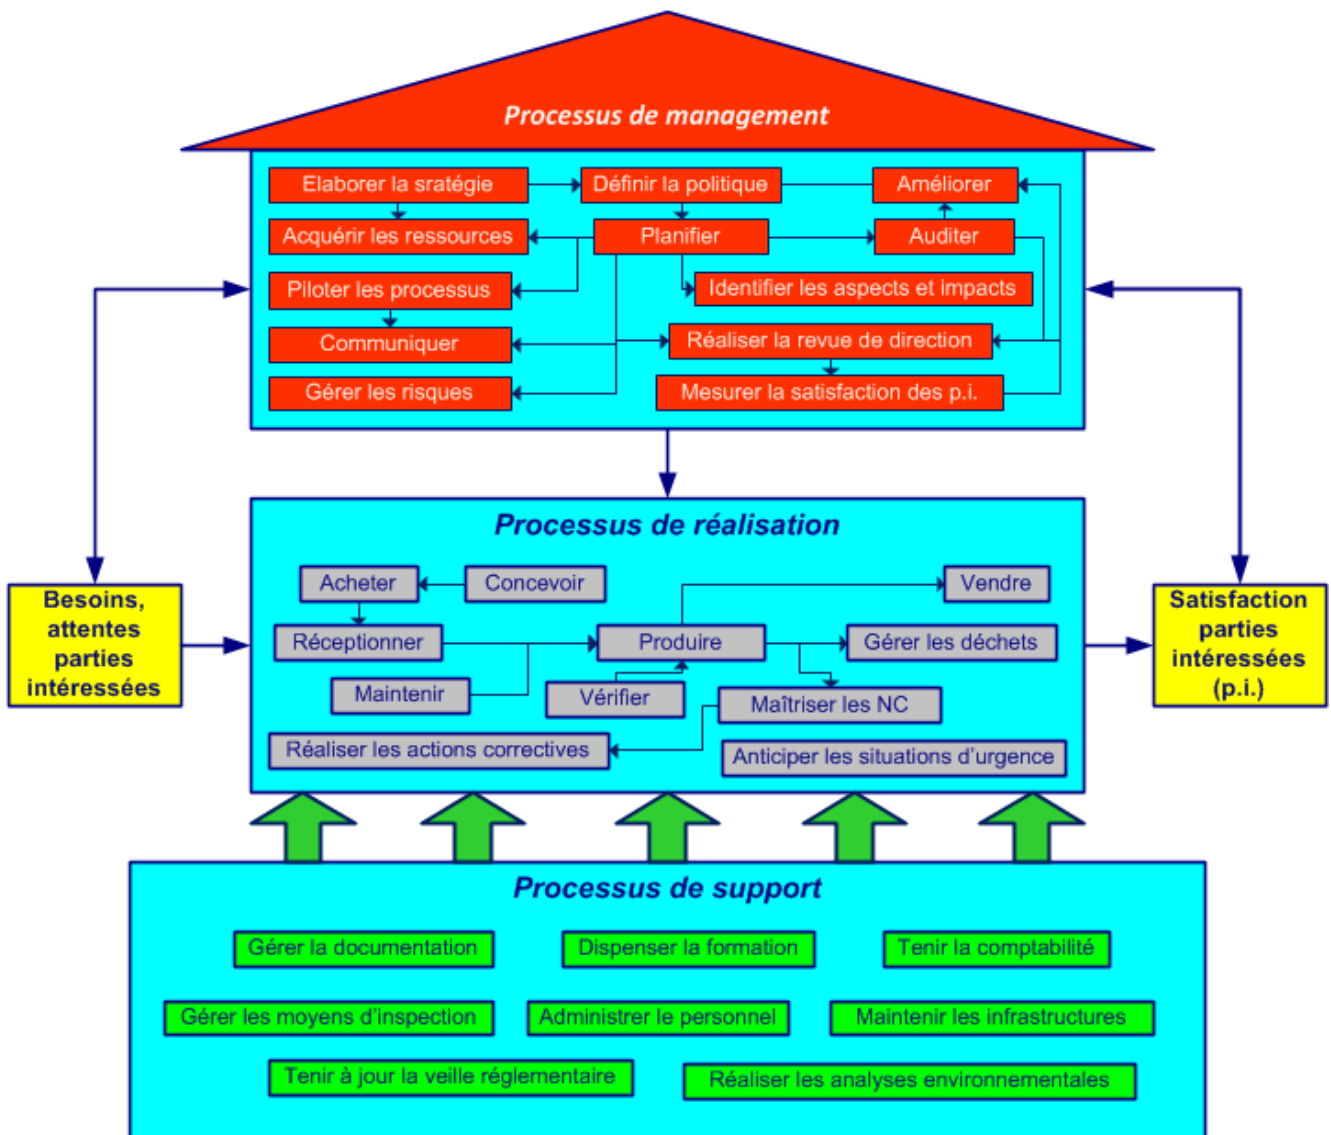 Processus de management
Elaborer la sratégie
Définir la politique
Améliorer
Acquérir les ressources
Planifier
Auditer
Piloter les processus
Identifier les aspects et impacts
Communiquer
Réaliser la revue de direction
Gérer les risques
Mesurer la satisfaction des p.i.
Processus de réalisation
Acheter
Concevoir
Vendre
Réceptionner
Produire
Gérer les déchets
Maintenir
Vérifier
Maîtriser les NC
Réaliser les actions correctives
Anticiper les situations d'urgence
Besoins,
attentes
parties
intéressées
Satisfaction
parties
intéressées
(p.i.)
Processus de support
Gérer la documentation
Dispenser la formation
Tenir la comptabilité
Gérer les moyens d'inspection
Administrer le personnel
Maintenir les infrastructures
Tenir à jour la veille réglementaire
Réaliser les analyses environnementales